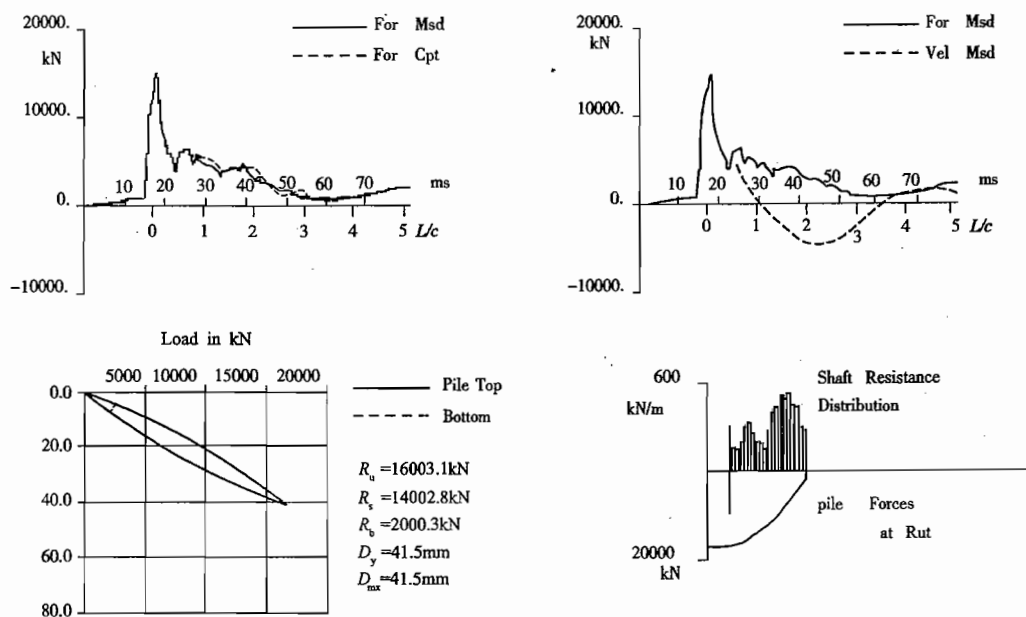 20000.
kN
10000.
0
-10000.
For Msd
For Cpt
10 20 30 40 50 60 70 ms
0 1 2 3 4 5 L/c
20000.
kN
10000.
0
-10000.
For Msd
Vel Msd
10 20 30 40 50 60 70 ms
0 1 2 3 4 5 L/c
Load in kN
5000 10000 15000 20000
0.0
20.0
40.0
60.0
80.0
Pile Top
Bottom
Ru=16003.1kN
Rs=14002.8kN
Rb=2000.3kN
Dy=41.5mm
Dmx=41.5mm
600
kN/m
Shaft Resistance
Distribution
pile Forces
at Rut
20000
kN